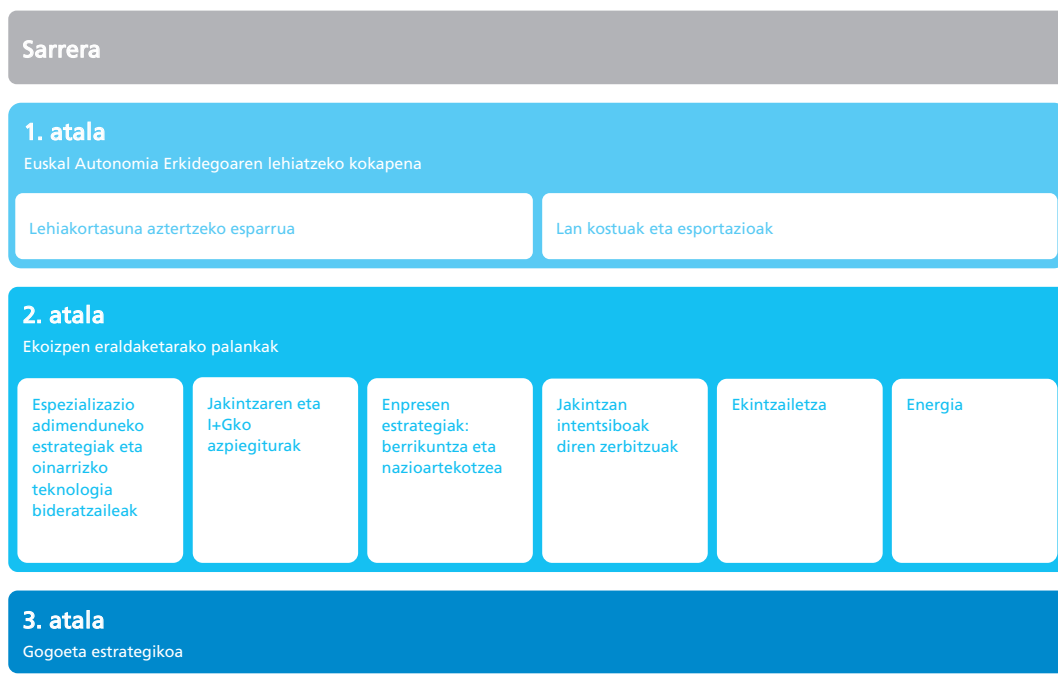 Sarrera
1. atala
Euskal Autonomia Erkidegoaren lehiatzeko kokapena
Lehiakortasuna aztertzeko esparrua
Lan kostuak eta esportazioak
2. atala
Ekoizpen eraldaketarako palankak
Espezializazio
adimenduneko
estrategiak eta
oinarrizko
teknologia
bideratzaileak
Jakintzaren eta
I+Gko
azpiegiturak
Enpresen
estrategiak:
berrikuntza eta
nazioartekotzea
Jakintzan
intentsiboak
diren zerbitzuak
Ekintzailetza
Energia
3. atala
Gogoeta estrategikoa